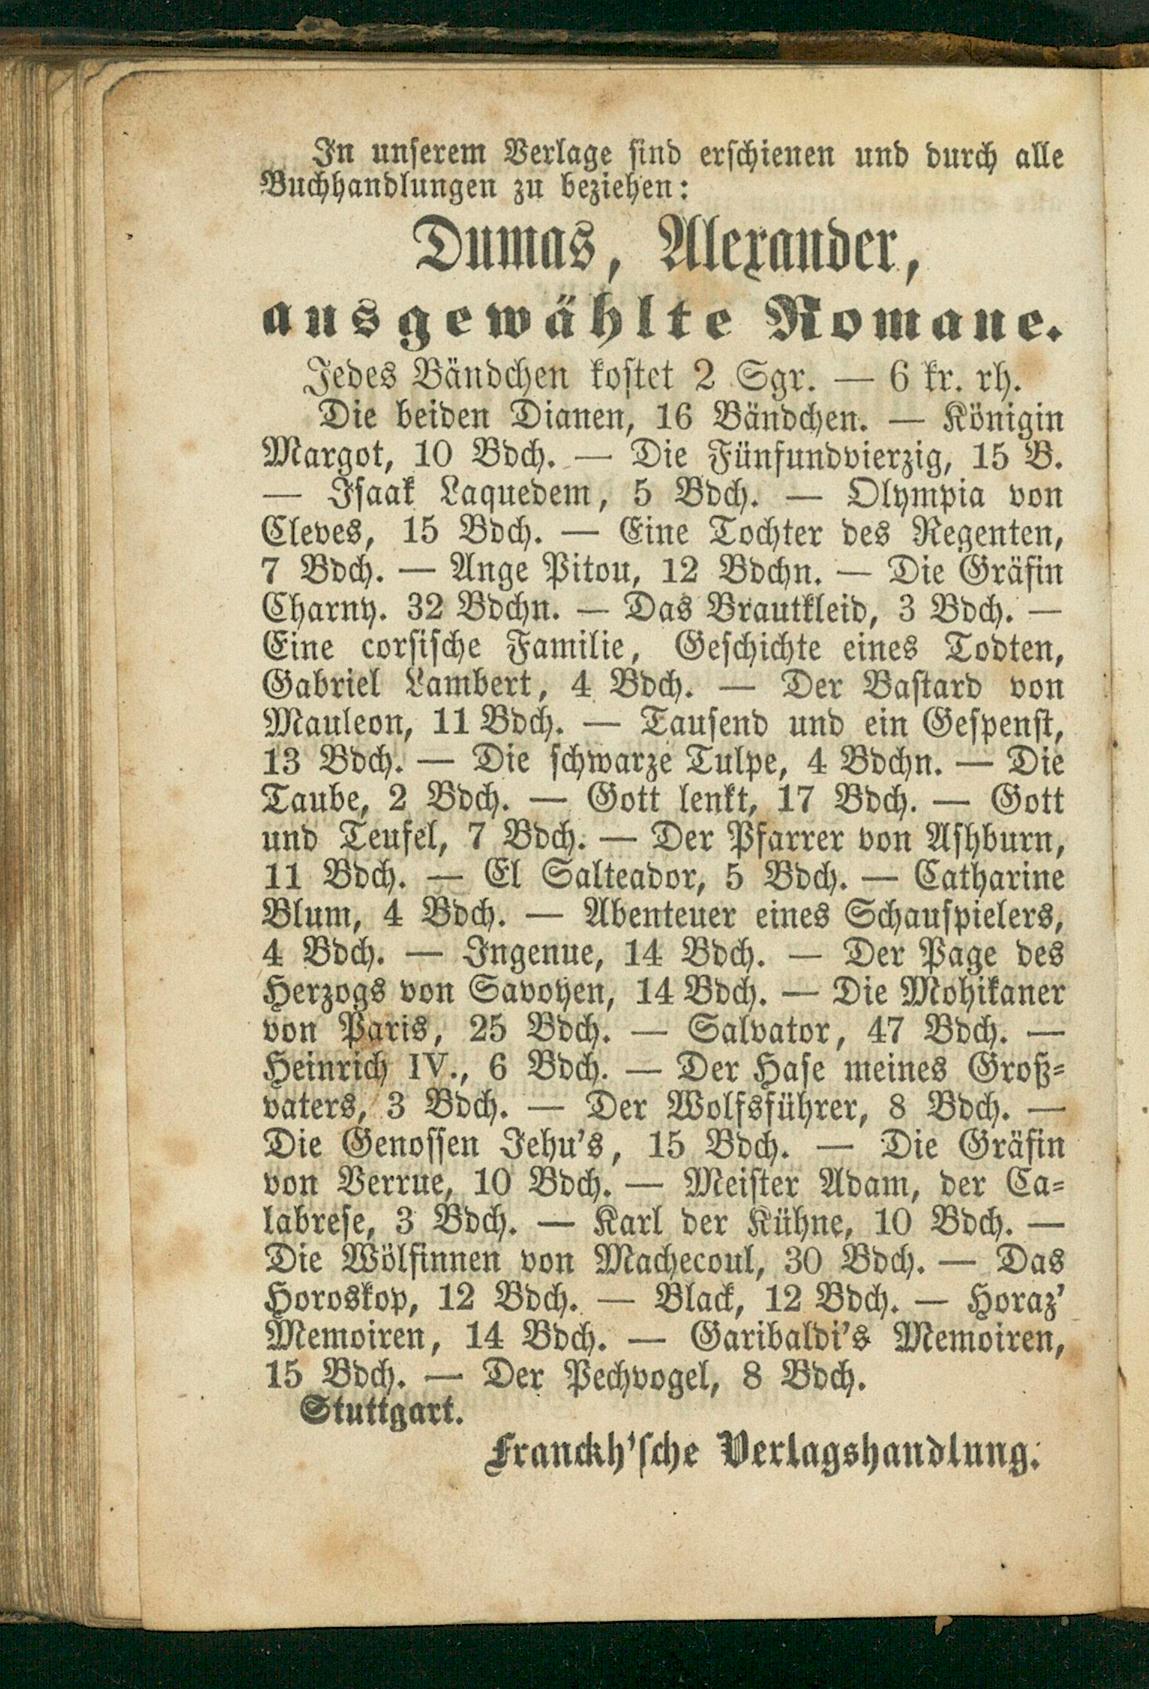 In unserem Verlage sind erschienen und durch alle
Buchhandlungen zu beziehen:
Dumas, Alexander,
ausgewählte Romane.
Jedes Bändchen kostet 2 Sgr. — 6 kr. rh.
Die beiden Dianen, 16 Bändchen. — Königin
Margot, 10 Bdch. — Die Fünfundvierzig, 15 B.
— Isaak Laquedem, 5 Bdch. — Olympia von
Cleves, 15 Bdch. — Eine Tochter des Regenten,
7 Bdch. — Ange Pitou, 12 Bdchn. — Die Gräfin
Charny. 32 Bdchn. — Das Brautkleid, 3 Bdch. —
Eine corsische Familie, Geschichte eines Todten,
Gabriel Lambert, 4 Bdch. — Der Bastard von
Mauleon, 11 Bdch. — Tausend und ein Gespenst,
13 Bdch. — Die schwarze Tulpe, 4 Bdchn. — Die
Taube, 2 Bdch. — Gott lenkt, 17 Bdch. — Gott
und Teufel, 7 Bdch. — Der Pfarrer von Ashburn,
11 Bdch. — El Salteador, 5 Bdch. — Catharine
Blum, 4 Bdch. — Abenteuer eines Schauspielers,
4 Bdch. — Ingenue, 14 Bdch. — Der Page des
Herzogs von Savoyen, 14 Bdch. — Die Mohikaner
von Paris, 25 Bdch. — Salvator, 47 Bdch. —
Heinrich IV., 6 Bdch. — Der Hase meines Groß-
vaters, 3 Bdch. — Der Wolfsführer, 8 Bdch. —
Die Genossen Jehu's, 15 Bdch. — Die Gräfin
von Verrue, 10 Bdch. — Meister Adam, der Ca-
labrese, 3 Bdch. — Karl der Kühne, 10 Bdch. —
Die Wölfinnen von Machecoul, 30 Bdch. — Das
Horoskop, 12 Bdch. — Black, 12 Bdch. — Horaz'
Memoiren, 14 Bdch. — Garibaldi's Memoiren,
15 Bdch. — Der Pechvogel, 8 Bdch.
Stuttgart.
Franckh'sche Verlagshandlung.